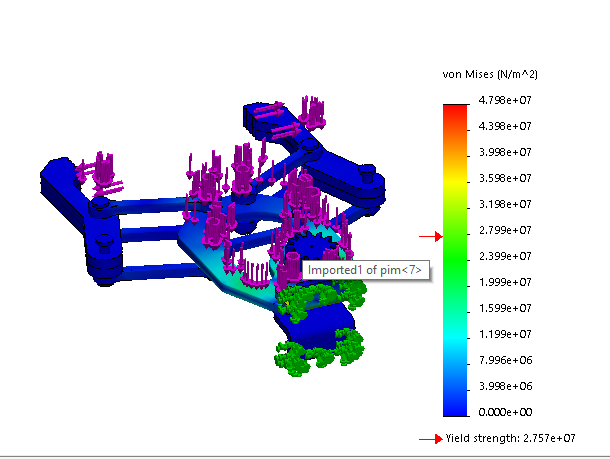 von Mises (N/m^2)
4.798e+07
4.398e+07
3.998e+07
3.598e+07
3.198e+07
2.799e+07
2.399e+07
1.999e+07
1.599e+07
1.199e+07
7.996e+06
3.998e+06
0.000e+00
Imported1 of pim<7>
Yield strength: 2.757e+07